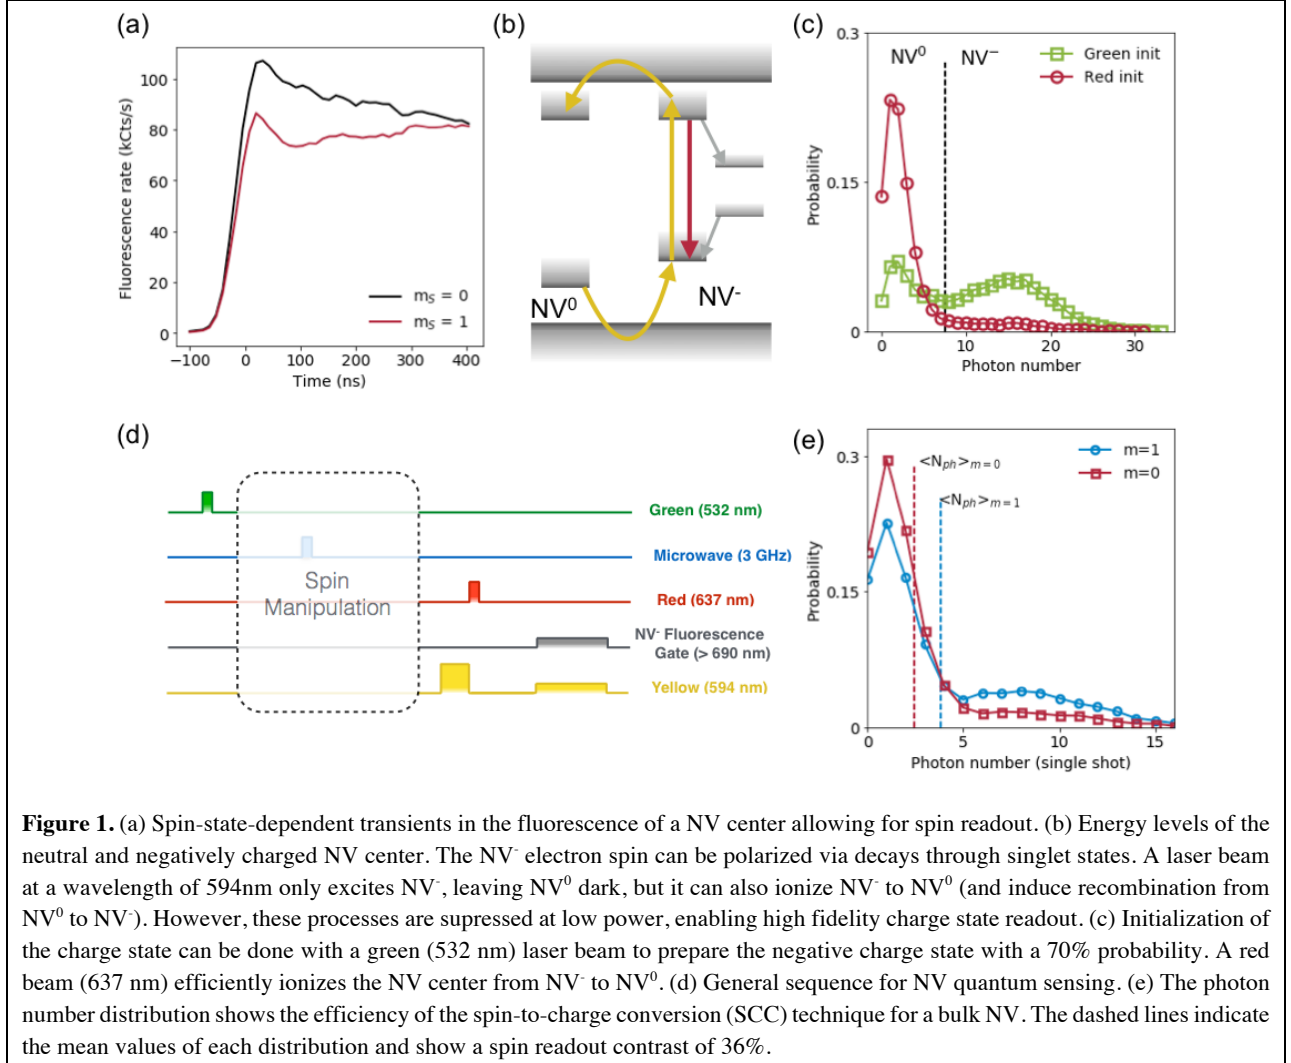 (a)
Fluorescence rate (kCts/s)
100
80
60
40
20
0
m_S = 0
m_S = 1
−100 0 100 200 300 400
Time (ns)
(b)
NV⁰
NV⁻
(c)
Probability
0.3
0.15
0
NV⁰ NV⁻
Green init
Red init
0 10 20 30
Photon number
(d)
Spin
Manipulation
Green (532 nm)
Microwave (3 GHz)
Red (637 nm)
NV⁻ Fluorescence
Gate (> 690 nm)
Yellow (594 nm)
(e)
Probability
0.3
0.15
0
<N_ph>_m=0
<N_ph>_m=1
m=1
m=0
0 5 10 15
Photon number (single shot)
Figure 1. (a) Spin-state-dependent transients in the fluorescence of a NV center allowing for spin readout. (b) Energy levels of the
neutral and negatively charged NV center. The NV⁻ electron spin can be polarized via decays through singlet states. A laser beam
at a wavelength of 594nm only excites NV⁻, leaving NV⁰ dark, but it can also ionize NV⁻ to NV⁰ (and induce recombination from
NV⁰ to NV⁻). However, these processes are supressed at low power, enabling high fidelity charge state readout. (c) Initialization of
the charge state can be done with a green (532 nm) laser beam to prepare the negative charge state with a 70% probability. A red
beam (637 nm) efficiently ionizes the NV center from NV⁻ to NV⁰. (d) General sequence for NV quantum sensing. (e) The photon
number distribution shows the efficiency of the spin-to-charge conversion (SCC) technique for a bulk NV. The dashed lines indicate
the mean values of each distribution and show a spin readout contrast of 36%.